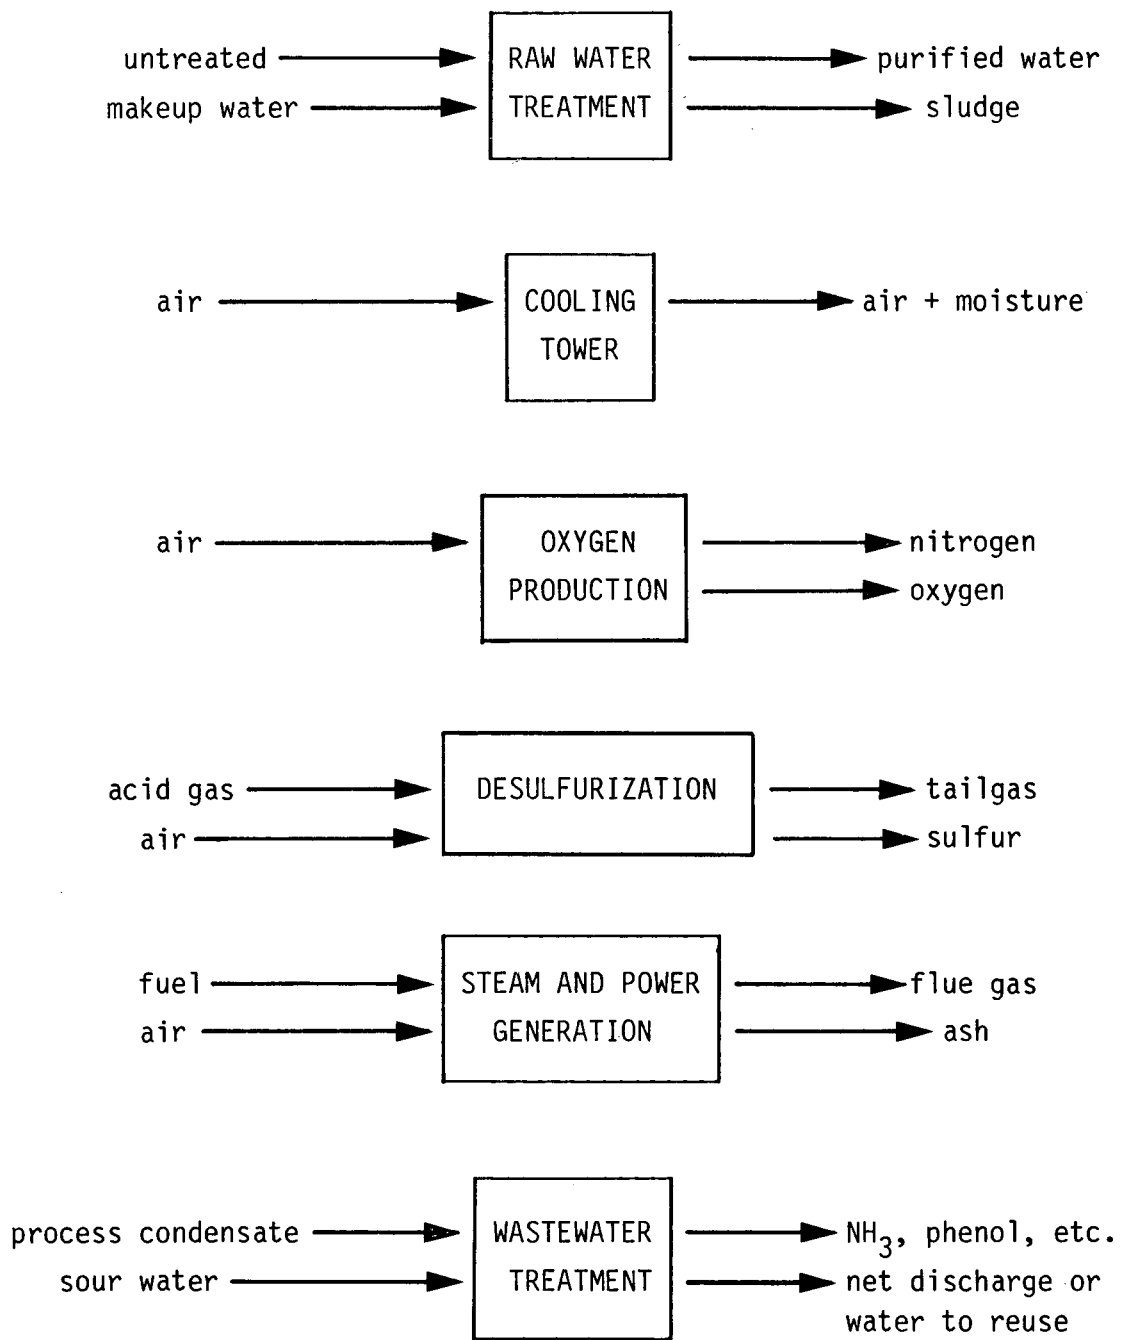 untreated RAW WATER purified water
makeup water TREATMENT sludge
air COOLING air + moisture
TOWER
air OXYGEN nitrogen
PRODUCTION oxygen
acid gas DESULFURIZATION tailgas
air sulfur
fuel STEAM AND POWER flue gas
air GENERATION ash
process condensate WASTEWATER NH3, phenol, etc.
sour water TREATMENT net discharge or
water to reuse